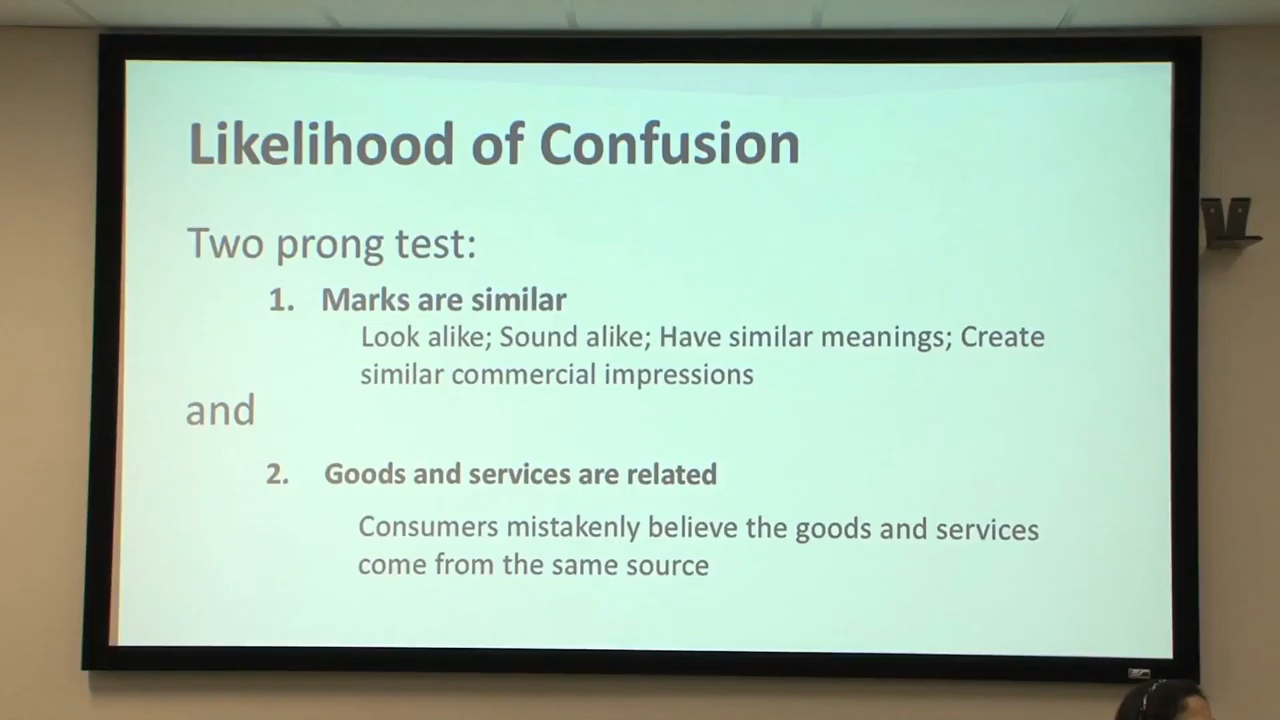 Likelihood of Confusion
Two prong test:
1. Marks are similar
Look alike; Sound alike; Have similar meanings; Create
similar commercial impressions
and
2. Goods and services are related
Consumers mistakenly believe the goods and services
come from the same source